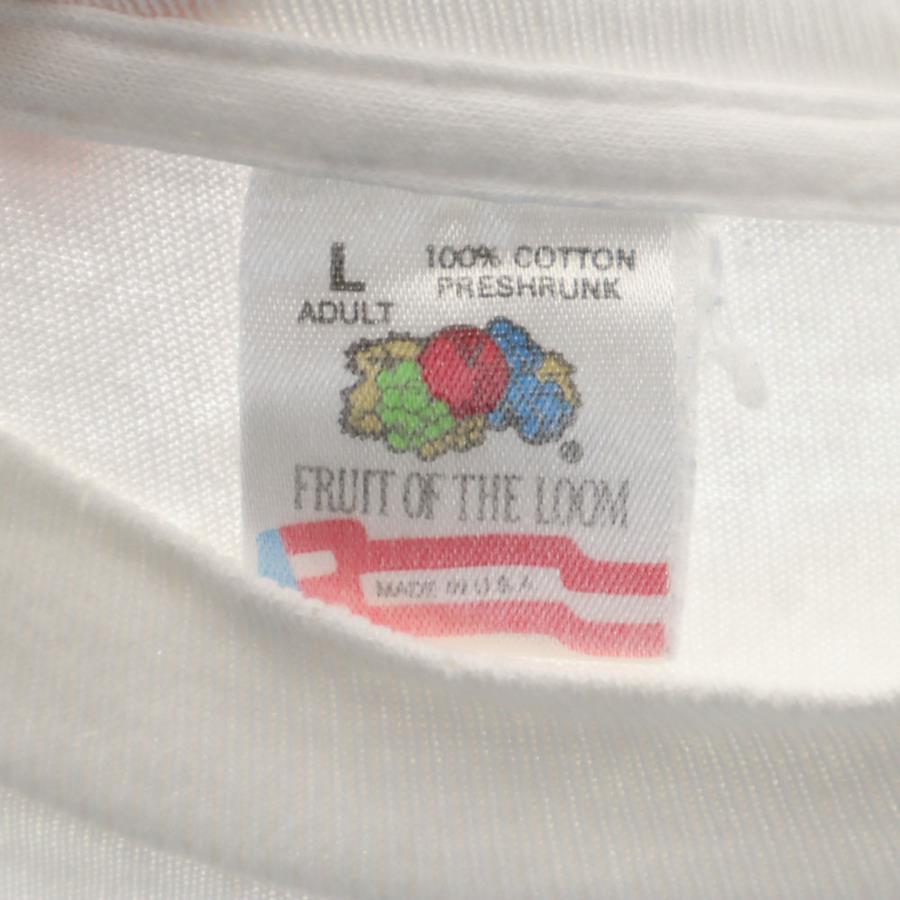 L
ADULT
100% COTTON
PRESHRUNK
®
FRUIT OF THE LOOM
MADE IN U.S.A.